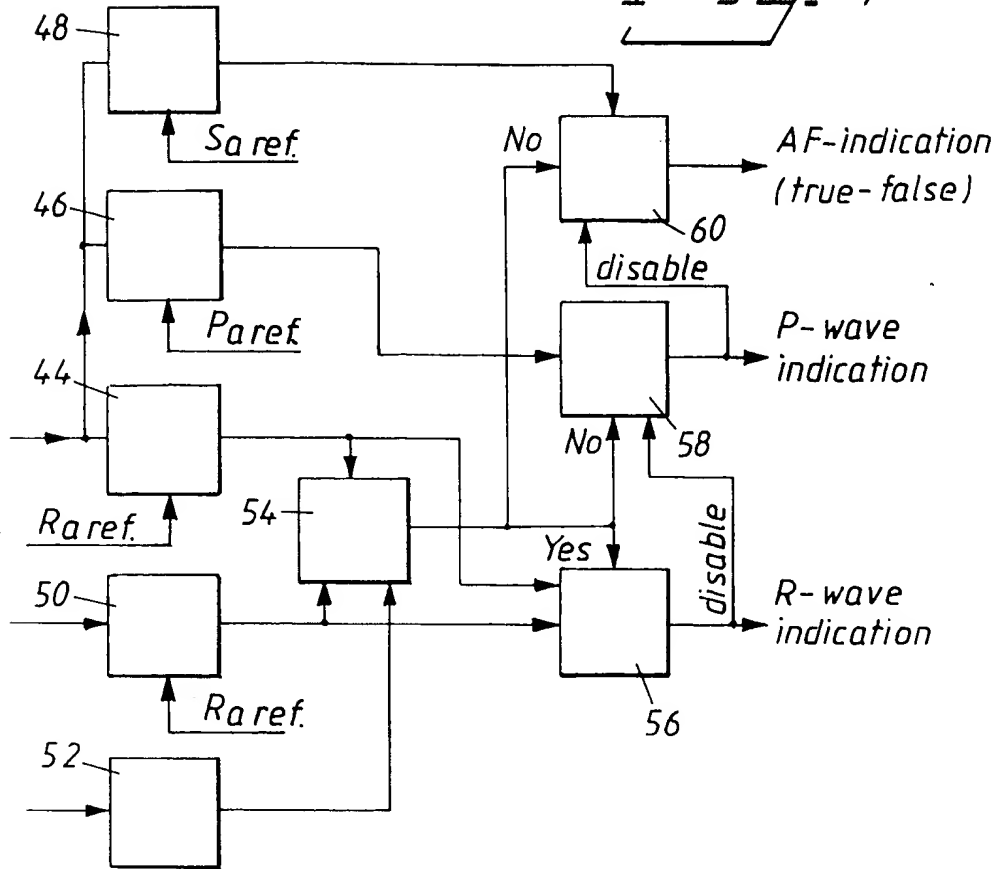 48
Sa ref.
No
AF-indication
(true-false)
46
60
disable
Pa ref.
P-wave
indication
44
58
No
54
Ra ref.
Yes
disable
50
R-wave
indication
Ra ref.
56
52